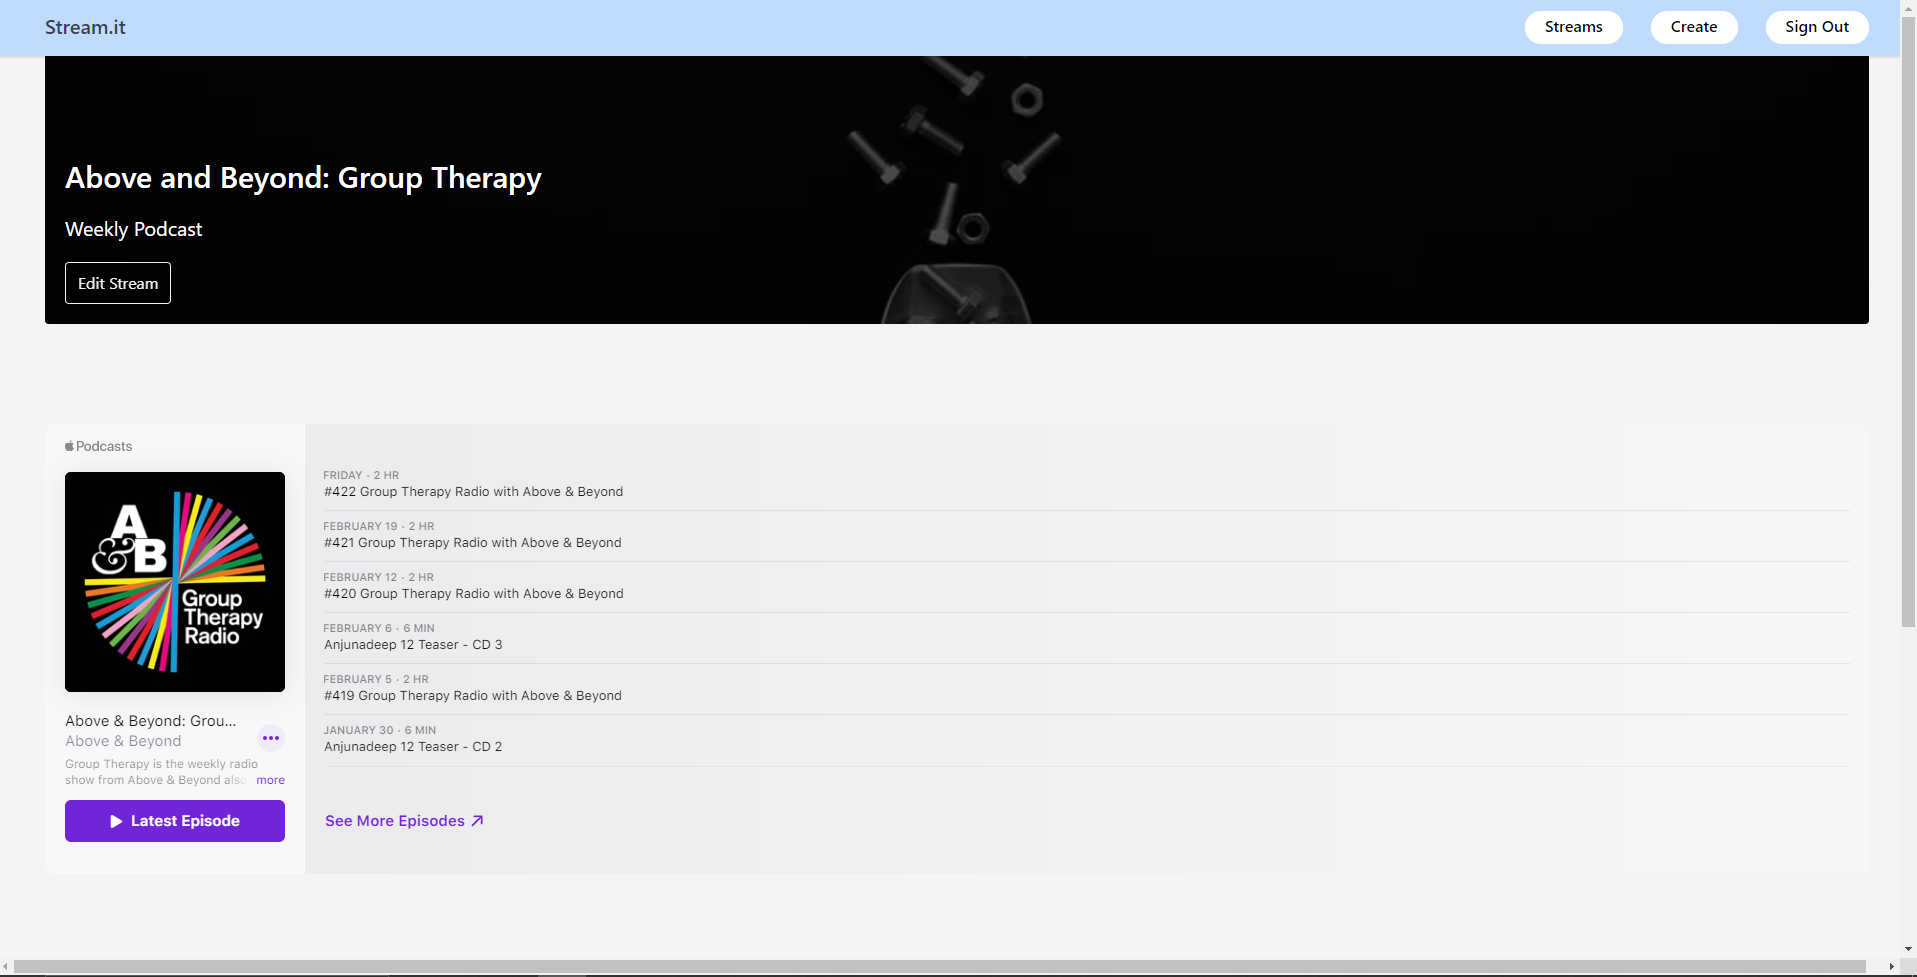 Stream.it
Streams
Create
Sign Out
Above and Beyond: Group Therapy
Weekly Podcast
Edit Stream
Podcasts
A
&B
Group
Therapy
Radio
Above & Beyond: Grou...
Above & Beyond
Group Therapy is the weekly radio
show from Above & Beyond also more
Latest Episode
FRIDAY · 2 HR
#422 Group Therapy Radio with Above & Beyond
FEBRUARY 19 · 2 HR
#421 Group Therapy Radio with Above & Beyond
FEBRUARY 12 · 2 HR
#420 Group Therapy Radio with Above & Beyond
FEBRUARY 6 · 6 MIN
Anjunadeep 12 Teaser - CD 3
FEBRUARY 5 · 2 HR
#419 Group Therapy Radio with Above & Beyond
JANUARY 30 · 6 MIN
Anjunadeep 12 Teaser - CD 2
See More Episodes